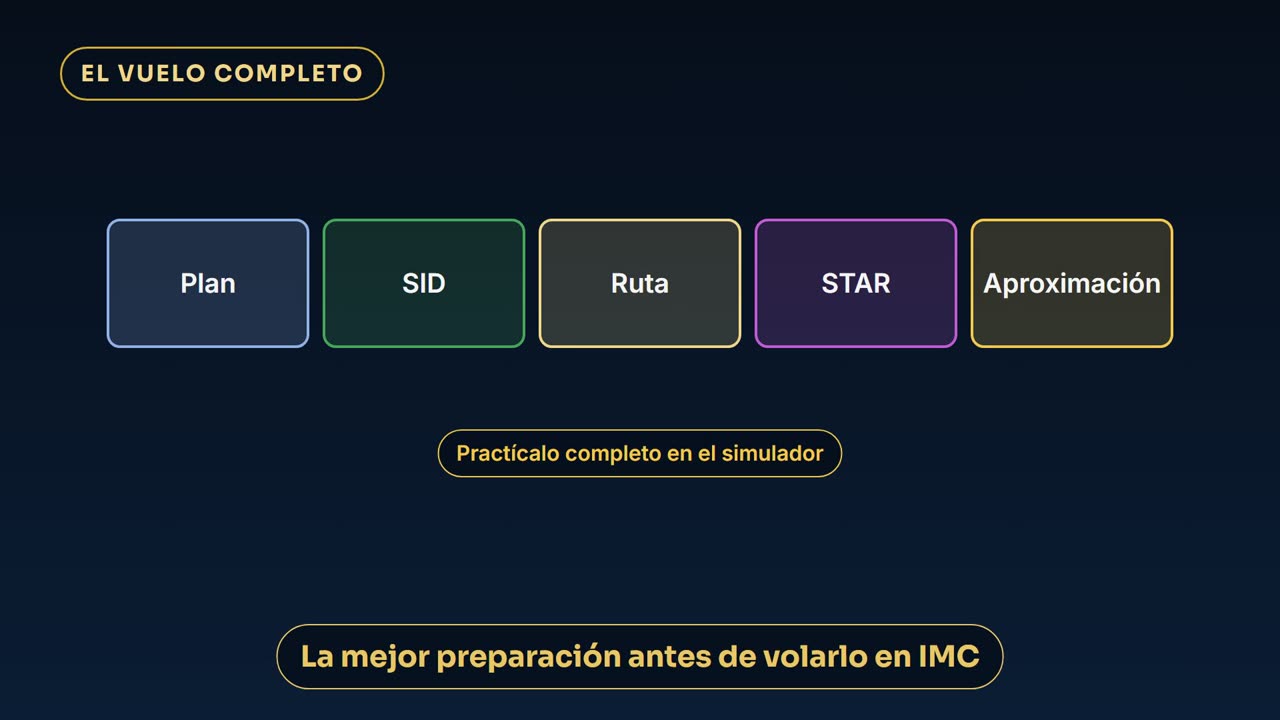 EL VUELO COMPLETO
Plan
SID
Ruta
STAR
Aproximación
Practícalo completo en el simulador
La mejor preparación antes de volarlo en IMC